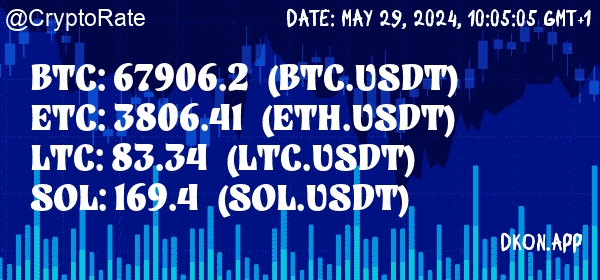 @CryptoRate
DATE: MAY 29, 2024, 10:05:05 GMT+1
BTC: 67906.2 (BTC.USDT)
ETC: 3806.41 (ETH.USDT)
LTC: 83.34 (LTC.USDT)
SOL: 169.4 (SOL.USDT)
DKON.APP